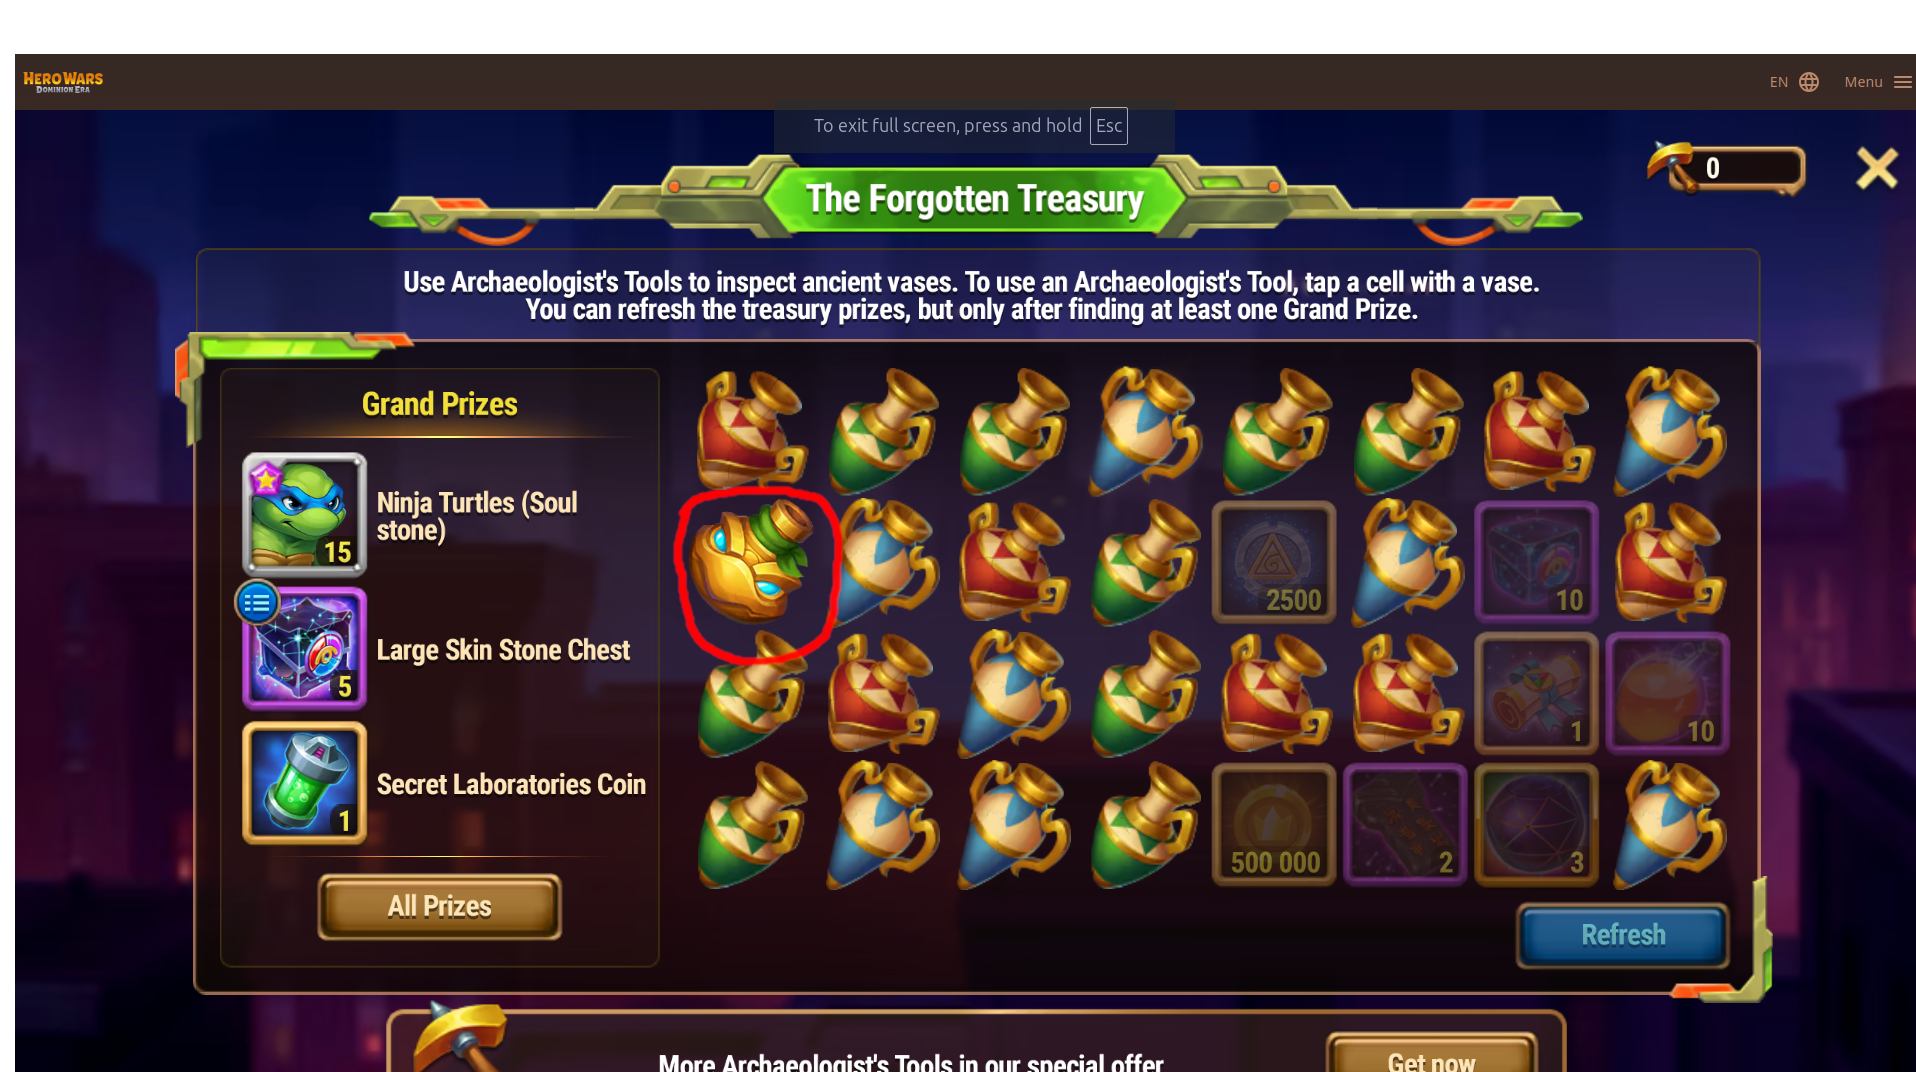 HERO WARS
DOMINION ERA
EN
Menu
To exit full screen, press and hold Esc
0
The Forgotten Treasury
Use Archaeologist's Tools to inspect ancient vases. To use an Archaeologist's Tool, tap a cell with a vase.
You can refresh the treasury prizes, but only after finding at least one Grand Prize.
Grand Prizes
Ninja Turtles (Soul
stone)
15
Large Skin Stone Chest
5
Secret Laboratories Coin
1
All Prizes
2500
10
1
10
500 000
2
3
Refresh
More Archaeologist's Tools in our special offer
Get now